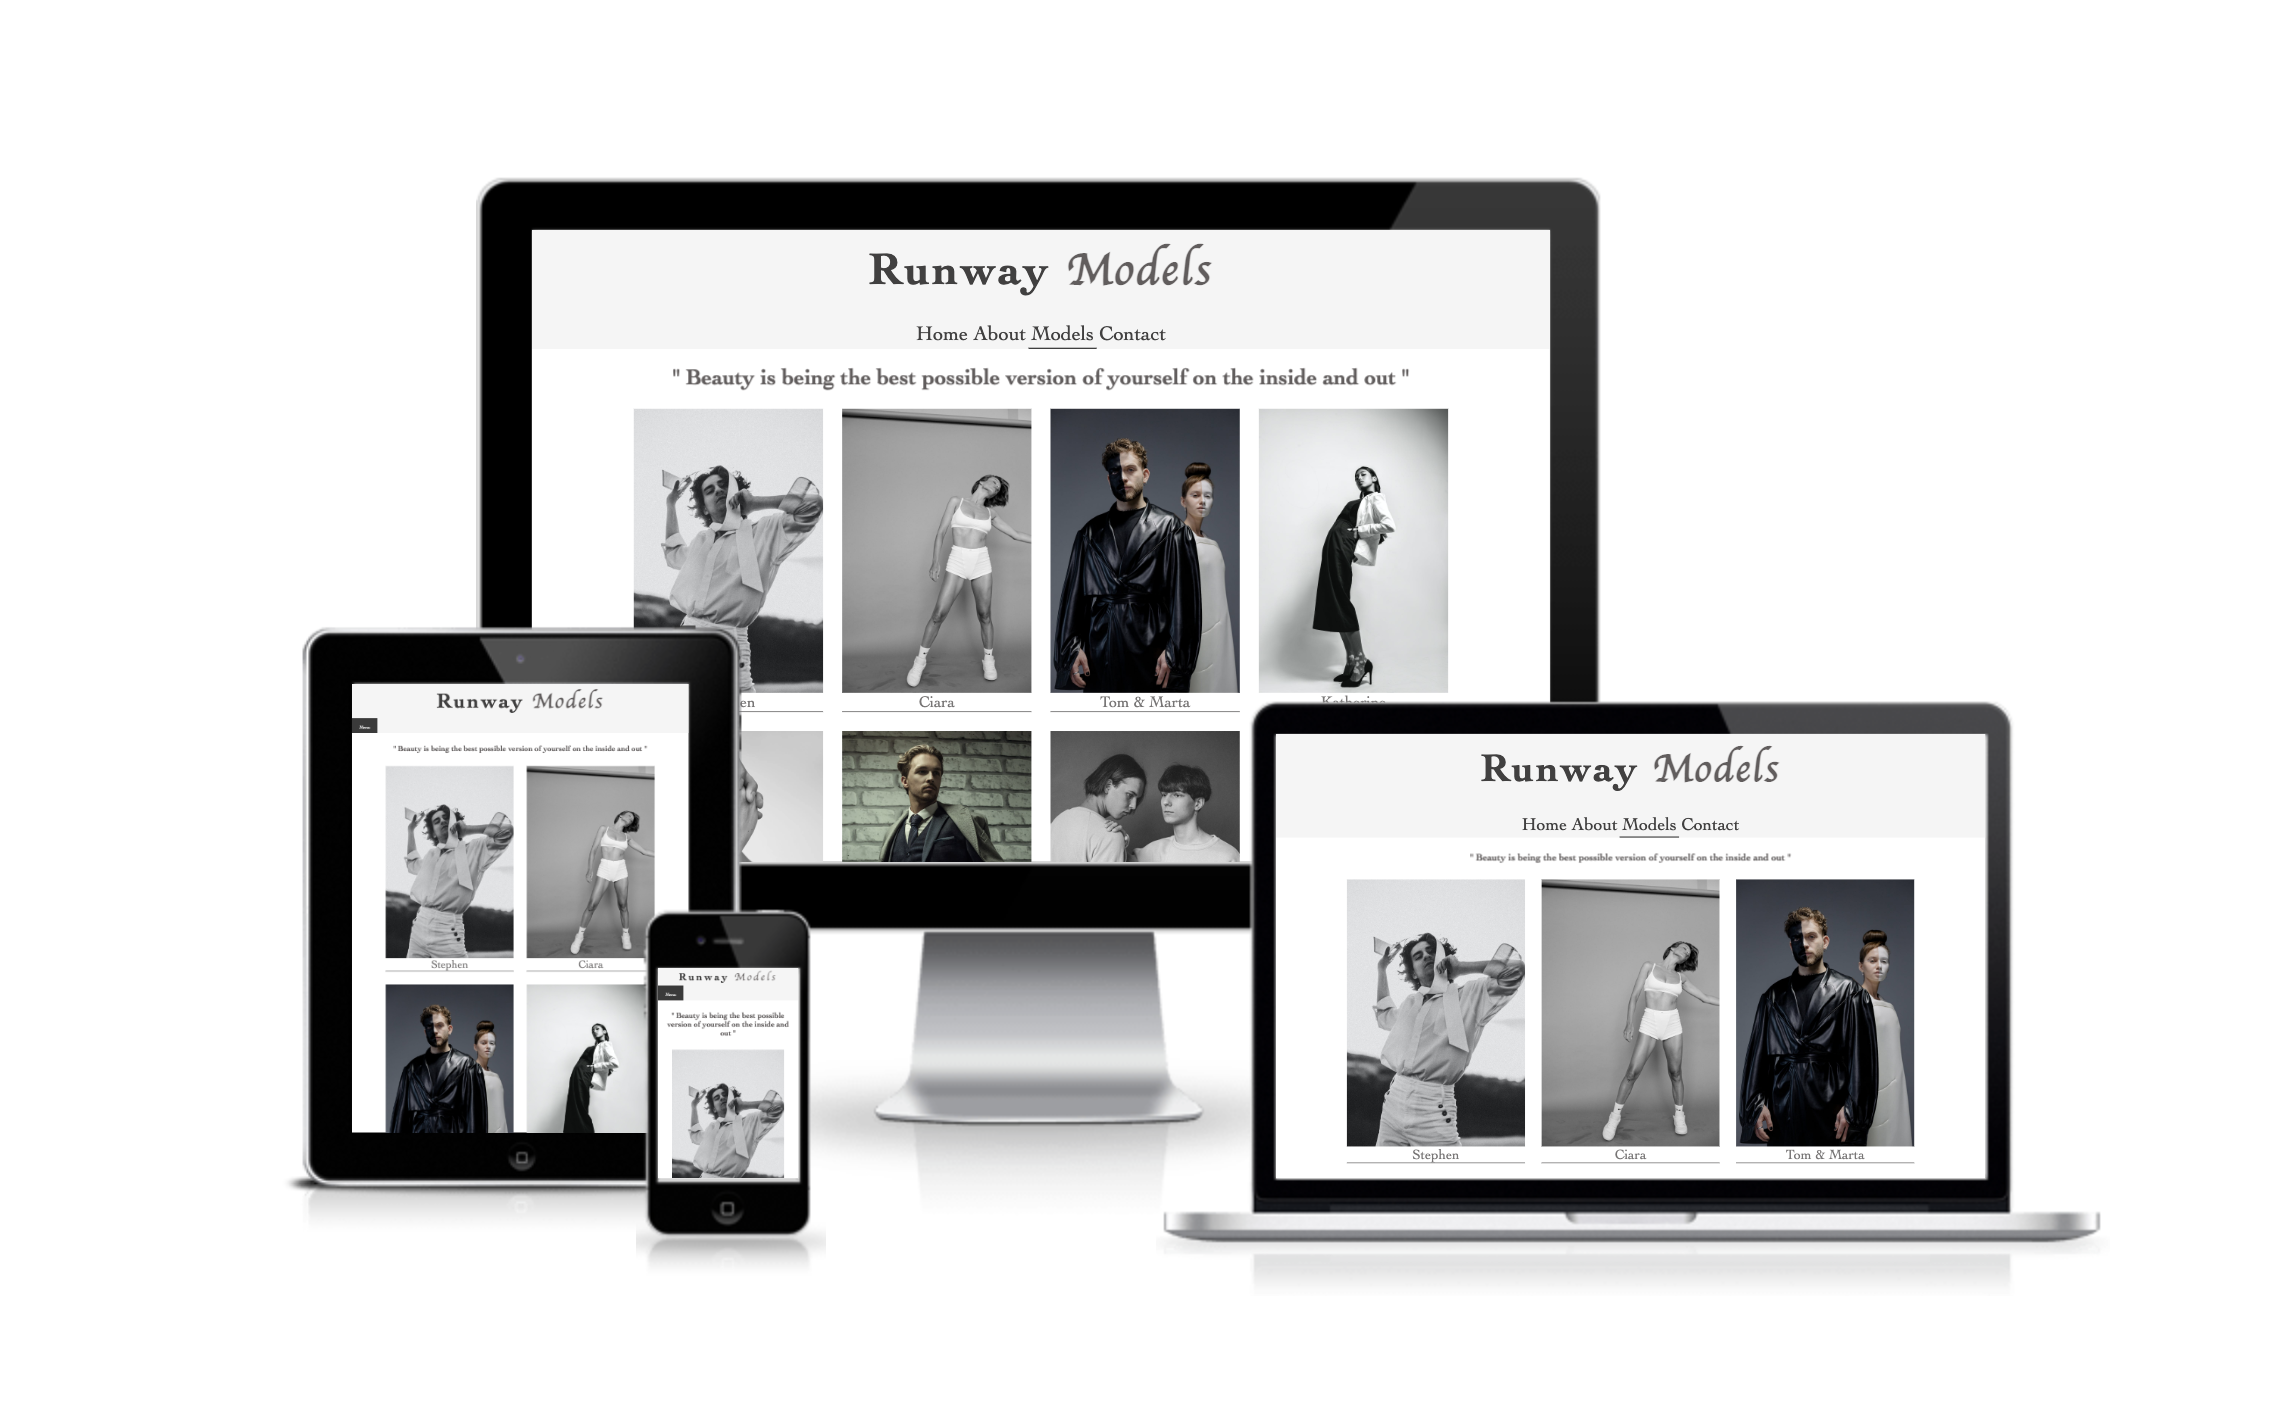 Runway Models
Home About Models Contact
" Beauty is being the best possible version of yourself on the inside and out "
en
Ciara
Tom & Marta
Katherine
Runway Models
Menu
" Beauty is being the best possible version of yourself on the inside and out "
Stephen
Ciara
Runway Models
Menu
" Beauty is being the best possible
version of yourself on the inside and
out "
Runway Models
Home About Models Contact
" Beauty is being the best possible version of yourself on the inside and out "
Stephen
Ciara
Tom & Marta